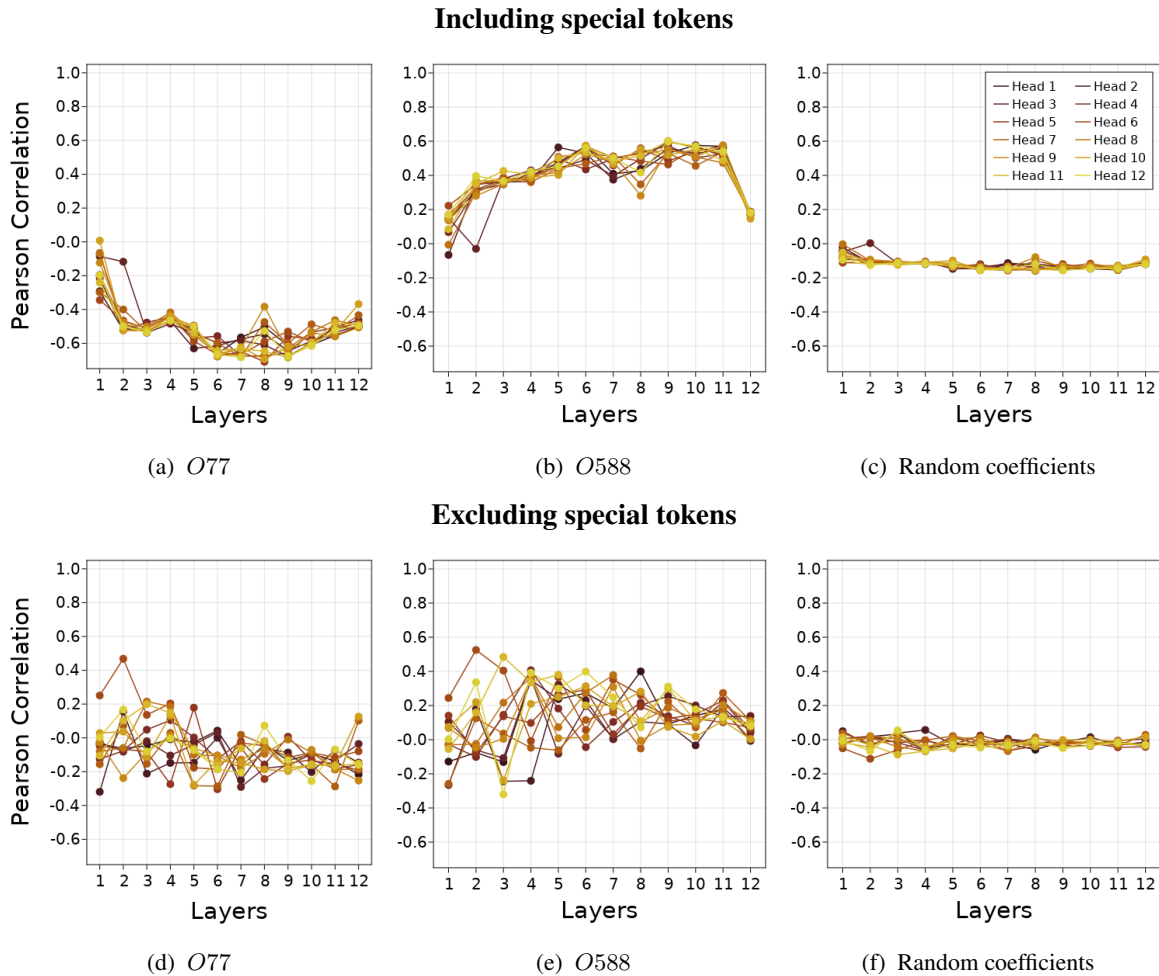 Including special tokens
Pearson Correlation
1.0
0.8
0.6
0.4
0.2
-0.0
-0.2
-0.4
-0.6
1 2 3 4 5 6 7 8 9 10 11 12
Layers
(a) O77
1.0
0.8
0.6
0.4
0.2
-0.0
-0.2
-0.4
-0.6
1 2 3 4 5 6 7 8 9 10 11 12
Layers
(b) O588
1.0
0.8
0.6
0.4
0.2
-0.0
-0.2
-0.4
-0.6
Head 1 Head 2
Head 3 Head 4
Head 5 Head 6
Head 7 Head 8
Head 9 Head 10
Head 11 Head 12
1 2 3 4 5 6 7 8 9 10 11 12
Layers
(c) Random coefficients
Excluding special tokens
Pearson Correlation
1.0
0.8
0.6
0.4
0.2
-0.0
-0.2
-0.4
-0.6
1 2 3 4 5 6 7 8 9 10 11 12
Layers
(d) O77
1.0
0.8
0.6
0.4
0.2
-0.0
-0.2
-0.4
-0.6
1 2 3 4 5 6 7 8 9 10 11 12
Layers
(e) O588
1.0
0.8
0.6
0.4
0.2
-0.0
-0.2
-0.4
-0.6
1 2 3 4 5 6 7 8 9 10 11 12
Layers
(f) Random coefficients